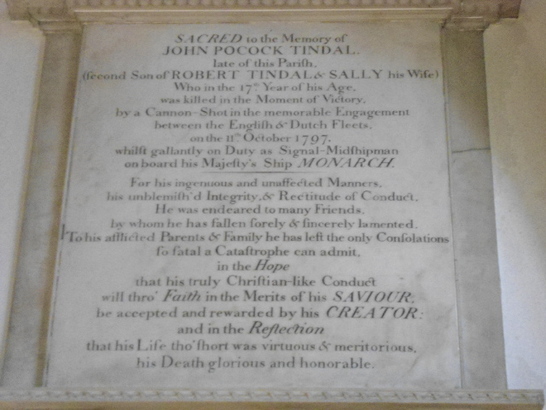 SACRED to the Memory of
JOHN POCOCK TINDAL.
late of this Pariſh,
(ſecond Son of ROBERT TINDAL & SALLY his Wife)
Who in the 17th Year of his Age,
was killed in the Moment of Victory,
by a Cannon-Shot in the memorable Engagement
between the Engliſh & Dutch Fleets,
on the 11th October 1797,
whilſt gallantly on Duty as Signal-Midſhipman
on board his Majeſty's Ship MONARCH.
For his ingenuous and unaffected Manners,
his unblemiſh'd Integrity, & Rectitude of Conduct,
He was endeared to many Friends,
by whom he has fallen ſorely & ſincerely lamented.
To his afflicted Parents & Family he has left the only Conſolations
ſo fatal a Cataſtrophe can admit,
in the Hope
that his truly Chriſtian-like Conduct
will thro' Faith in the Merits of his SAVIOUR,
be accepted and rewarded by his CREATOR:
and in the Reflection
that his Life tho' ſhort was virtuous & meritorious,
his Death glorious and honorable.